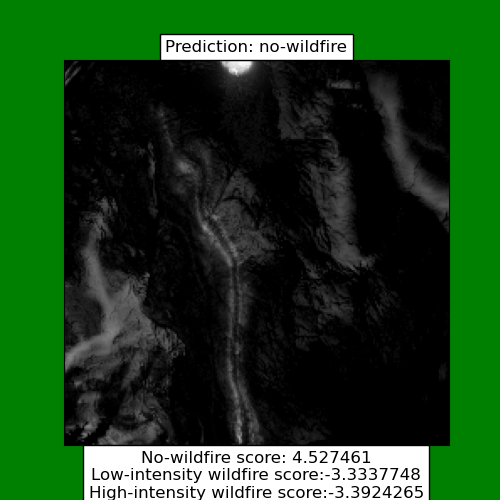 Prediction: no-wildfire
No-wildfire score: 4.527461
Low-intensity wildfire score:-3.3337748
High-intensity wildfire score:-3.3924265